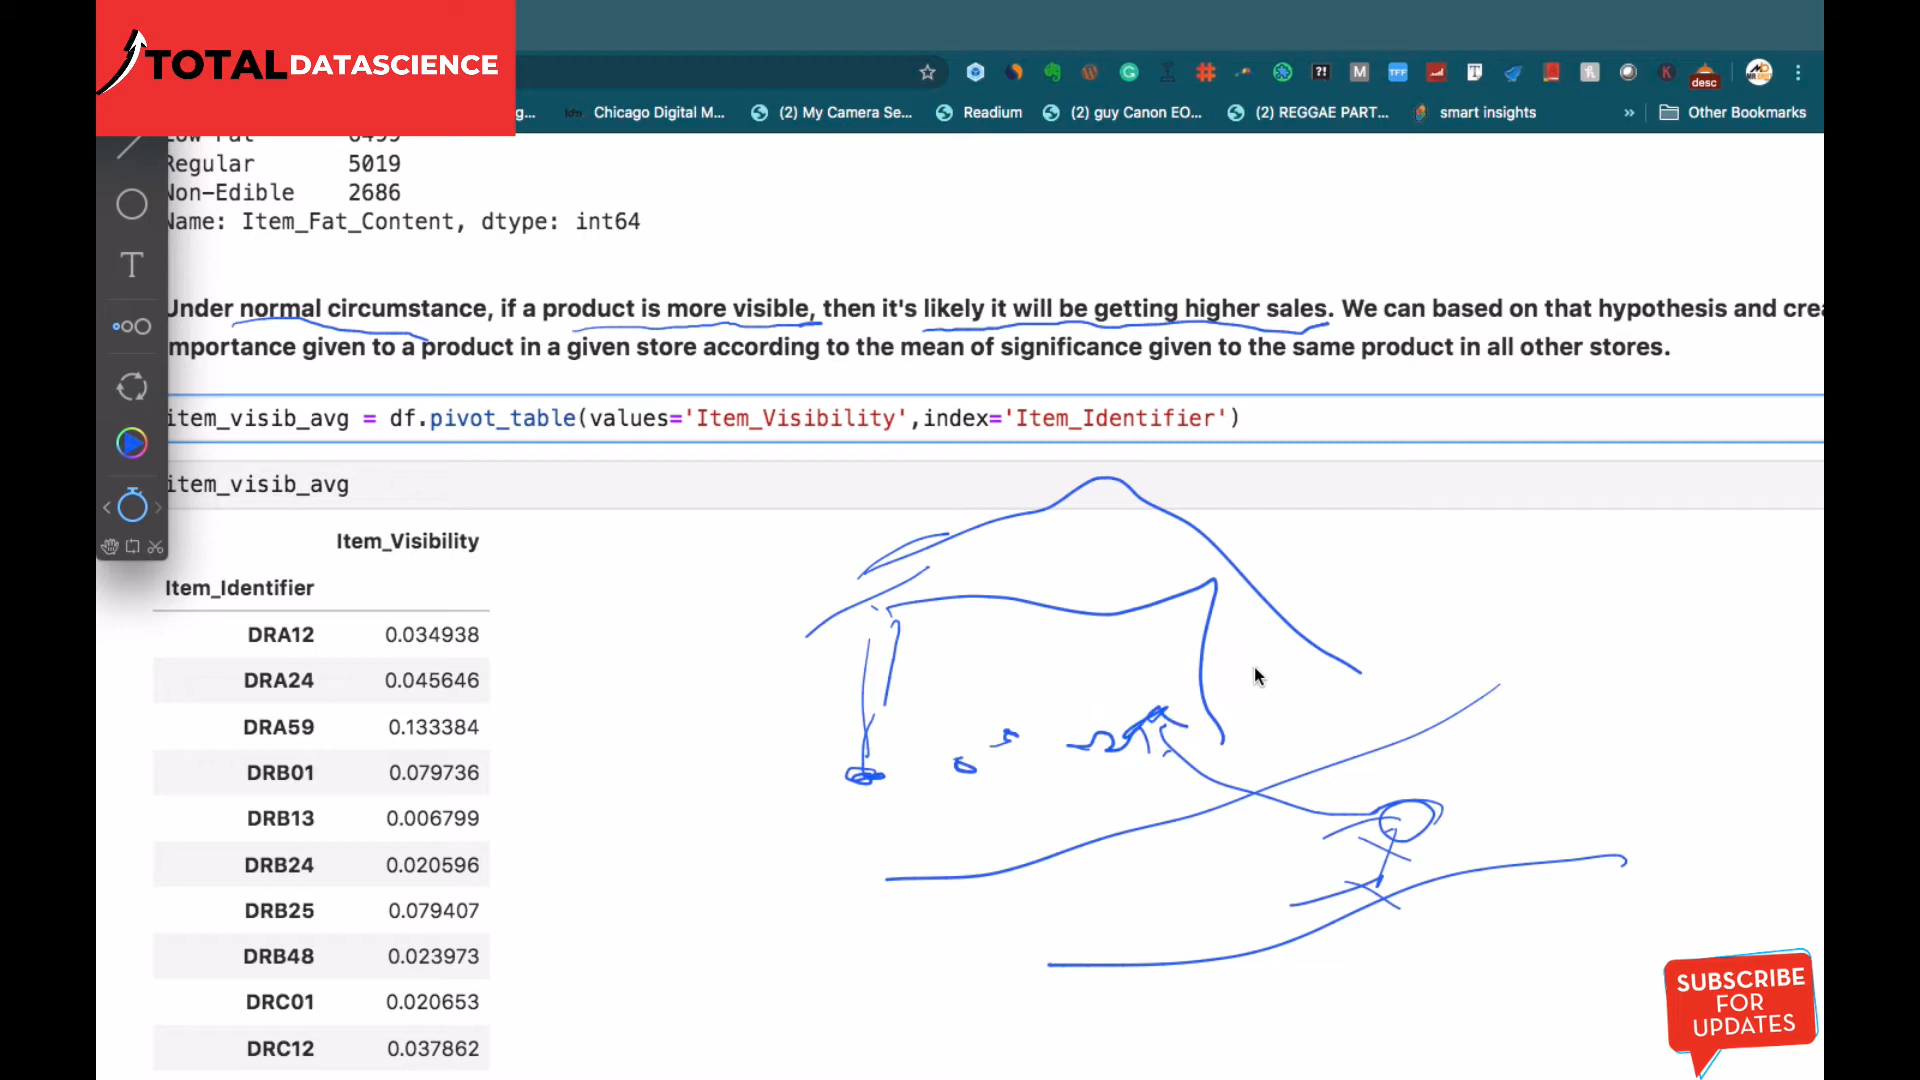 TOTAL DATASCIENCE
g... Chicago Digital M... (2) My Camera Se... Readium (2) guy Canon EO... (2) REGGAE PART... smart insights » Other Bookmarks
desc
Regular 5019
Non-Edible 2686
Name: Item_Fat_Content, dtype: int64
Under normal circumstance, if a product is more visible, then it's likely it will be getting higher sales. We can based on that hypothesis and crea
mportance given to a product in a given store according to the mean of significance given to the same product in all other stores.
item_visib_avg = df.pivot_table(values='Item_Visibility',index='Item_Identifier')
item_visib_avg
Item_Visibility
Item_Identifier
DRA12 0.034938
DRA24 0.045646
DRA59 0.133384
DRB01 0.079736
DRB13 0.006799
DRB24 0.020596
DRB25 0.079407
DRB48 0.023973
DRC01 0.020653
DRC12 0.037862
SUBSCRIBE
FOR
UPDATES